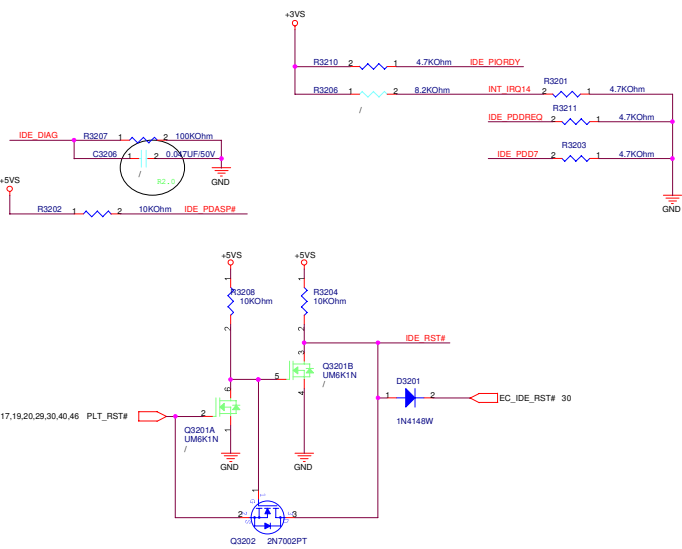 +3VS
R3210 2 1 4.7KOhm IDE_PIORDY
R3206 1 2 8.2KOhm INT_IRQ14 R3201 2 1 4.7KOhm
/
IDE_PDDREQ R3211 2 1 4.7KOhm
IDE_PDD7 R3203 2 1 4.7KOhm
GND
IDE_DIAG R3207 1 2 100KOhm
C3206 1 2 0.047UF/50V
/
R2.0
GND
+5VS
R3202 1 2 10KOhm IDE_PDASP#
+5VS +5VS
1 1
R3208 R3204
10KOhm 10KOhm
2 2
IDE_RST#
3
Q3201B
UM6K1N
/
5
4
6
D3201
1 2 EC_IDE_RST# 30
1N4148W
17,19,20,29,30,40,46 PLT_RST# 2
Q3201A
UM6K1N
/
1
GND GND
1
G
2 S D 3
Q3202 2N7002PT